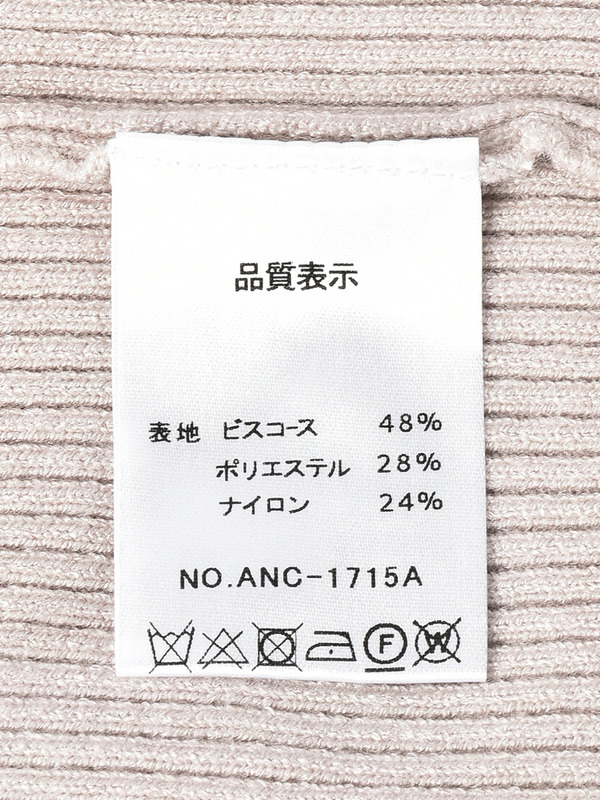 品質表示
表地 ビスコース 48%
ポリエステル 28%
ナイロン 24%
NO.ANC-1715A
F W